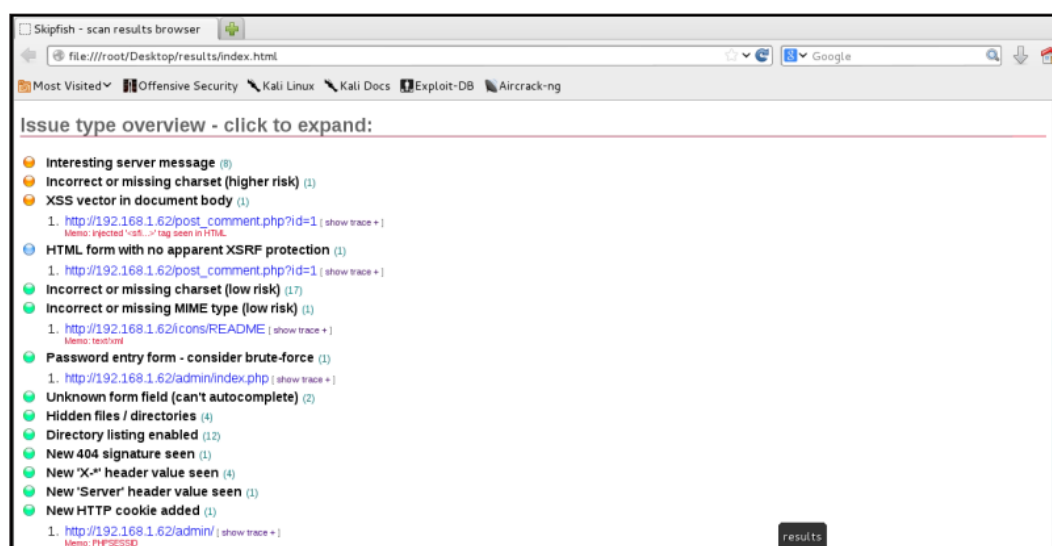 Skipfish - scan results browser
file:///root/Desktop/results/index.html
Google
Most Visited Offensive Security Kali Linux Kali Docs Exploit-DB Aircrack-ng
Issue type overview - click to expand:
Interesting server message (8)
Incorrect or missing charset (higher risk) (1)
XSS vector in document body (1)
1. http://192.168.1.62/post_comment.php?id=1 [ show trace + ]
Memo: injected '<sfi...>' tag seen in HTML
HTML form with no apparent XSRF protection (1)
1. http://192.168.1.62/post_comment.php?id=1 [ show trace + ]
Incorrect or missing charset (low risk) (17)
Incorrect or missing MIME type (low risk) (1)
1. http://192.168.1.62/icons/README [ show trace + ]
Memo: text/xml
Password entry form - consider brute-force (1)
1. http://192.168.1.62/admin/index.php [ show trace + ]
Unknown form field (can't autocomplete) (2)
Hidden files / directories (4)
Directory listing enabled (12)
New 404 signature seen (1)
New 'X-*' header value seen (4)
New 'Server' header value seen (1)
New HTTP cookie added (1)
1. http://192.168.1.62/admin/ [ show trace + ]
Memo: PHPSESSID
results